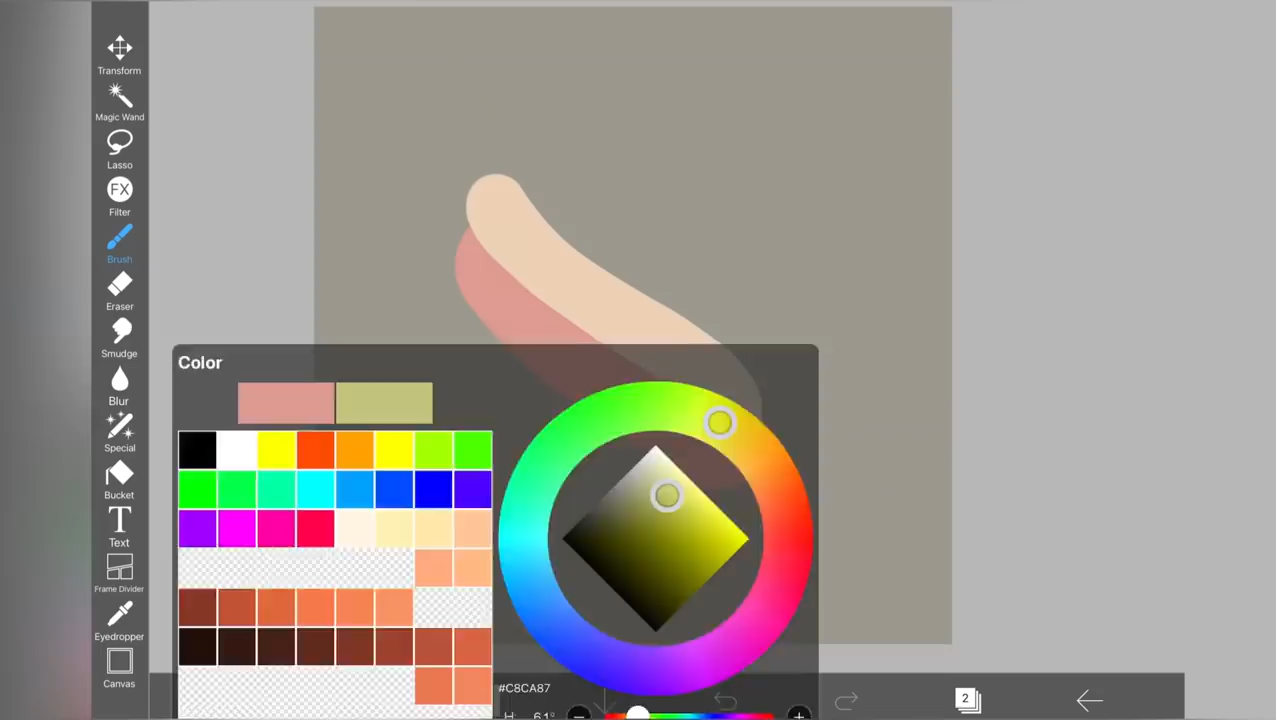 Transform
Magic Wand
Lasso
FX
Filter
Brush
Eraser
Smudge
Blur
Special
Bucket
T
Text
Frame Divider
Eyedropper
Canvas
Color
#C8CA87
H: 61°
2